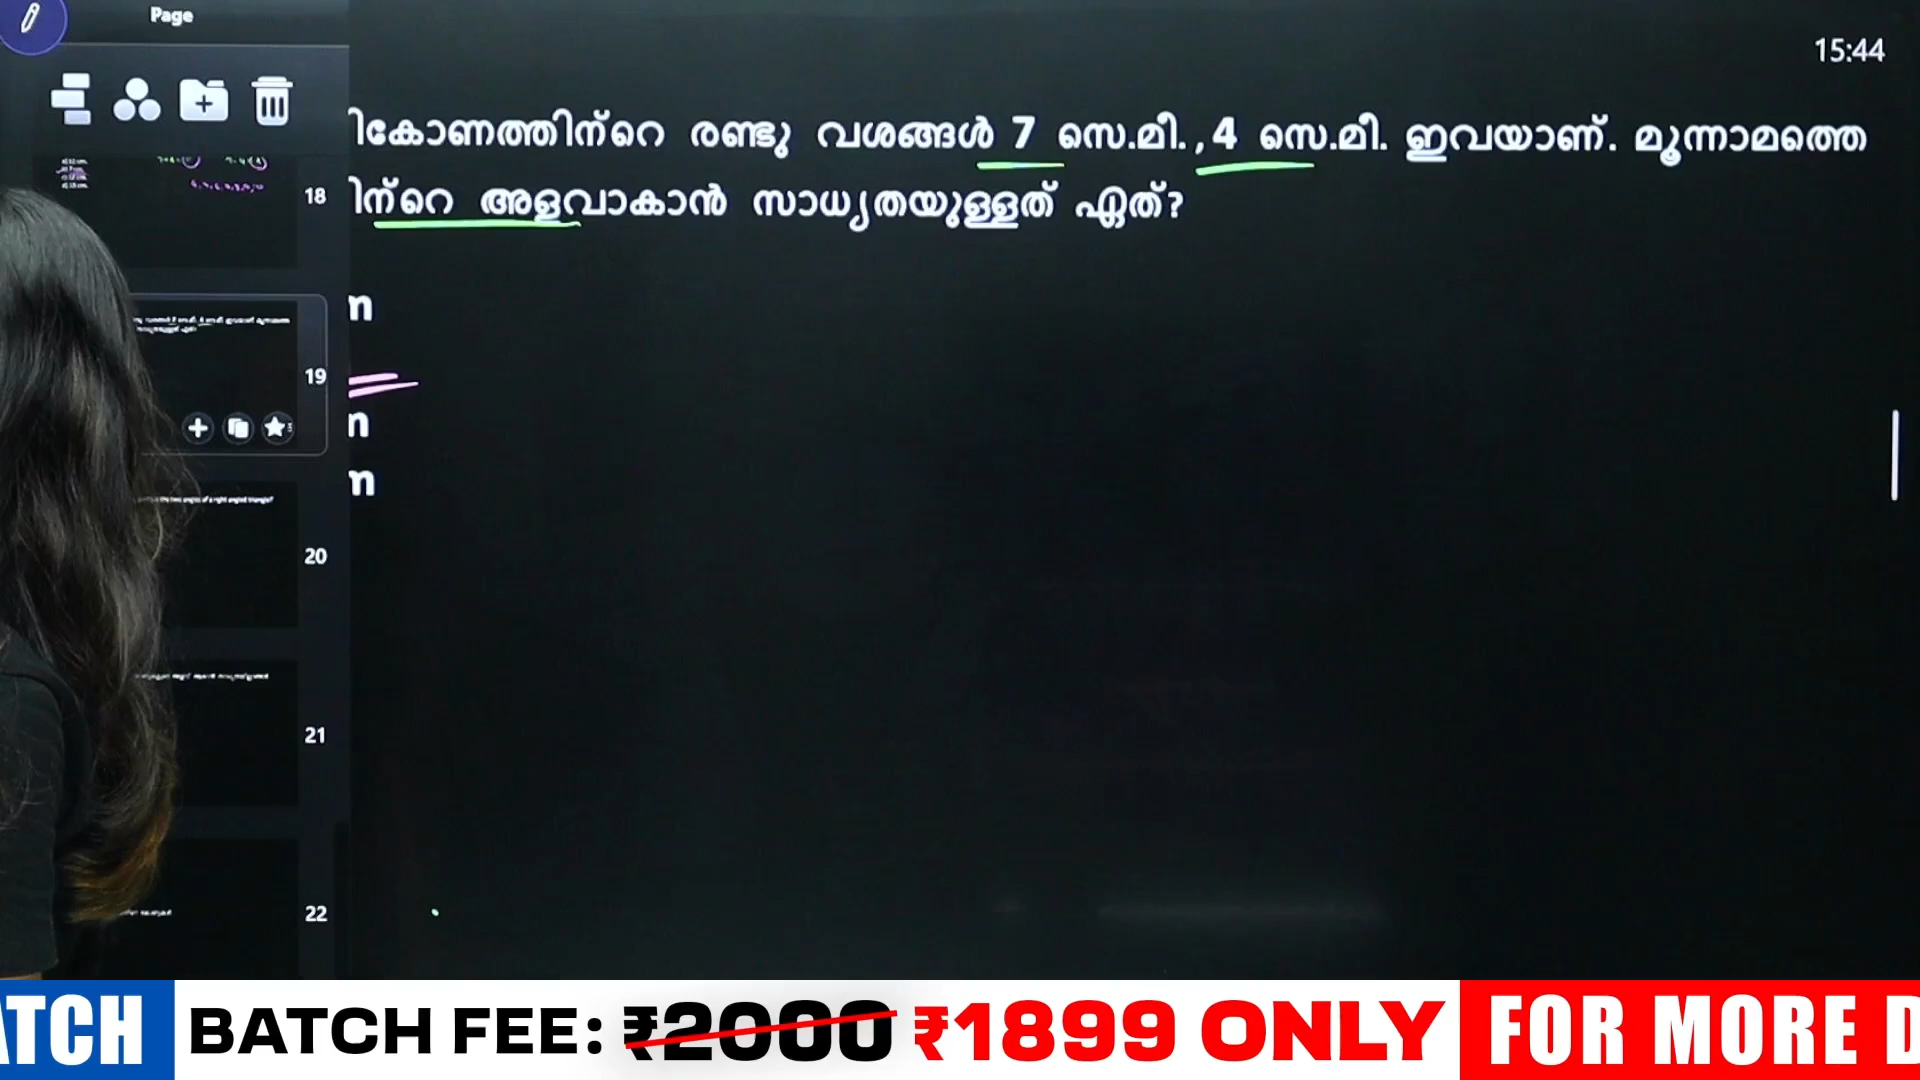 Page
15:44
ികോണത്തിന്റെ രണ്ടു വശങ്ങൾ 7 സെ.മീ., 4 സെ.മീ. ഇവയാണ്. മൂന്നാമത്തെ
ിന്റെ അളവാകാൻ സാധ്യതയുള്ളത് ഏത്?
18
m
19
m
m
20
21
22
ATCH BATCH FEE: ₹2000 ₹1899 ONLY FOR MORE D